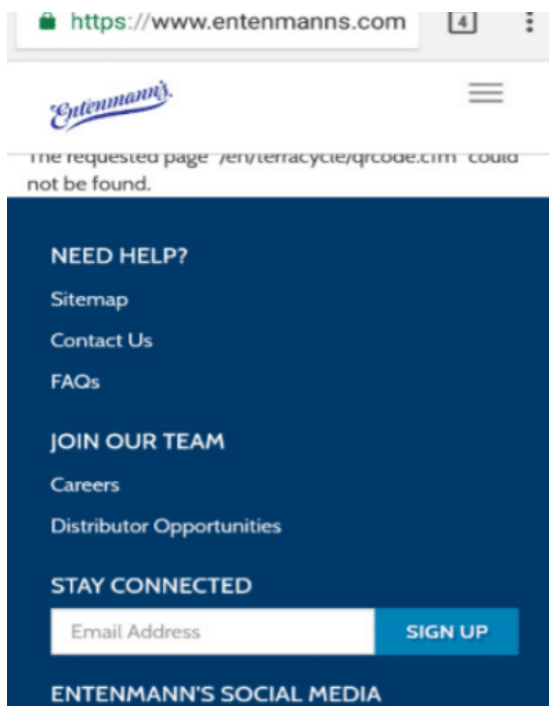 https://www.entenmanns.com
4
Entenmann's.
The requested page "/en/terracycle/qrcode.cfm" could
not be found.
NEED HELP?
Sitemap
Contact Us
FAQs
JOIN OUR TEAM
Careers
Distributor Opportunities
STAY CONNECTED
Email Address
SIGN UP
ENTENMANN'S SOCIAL MEDIA